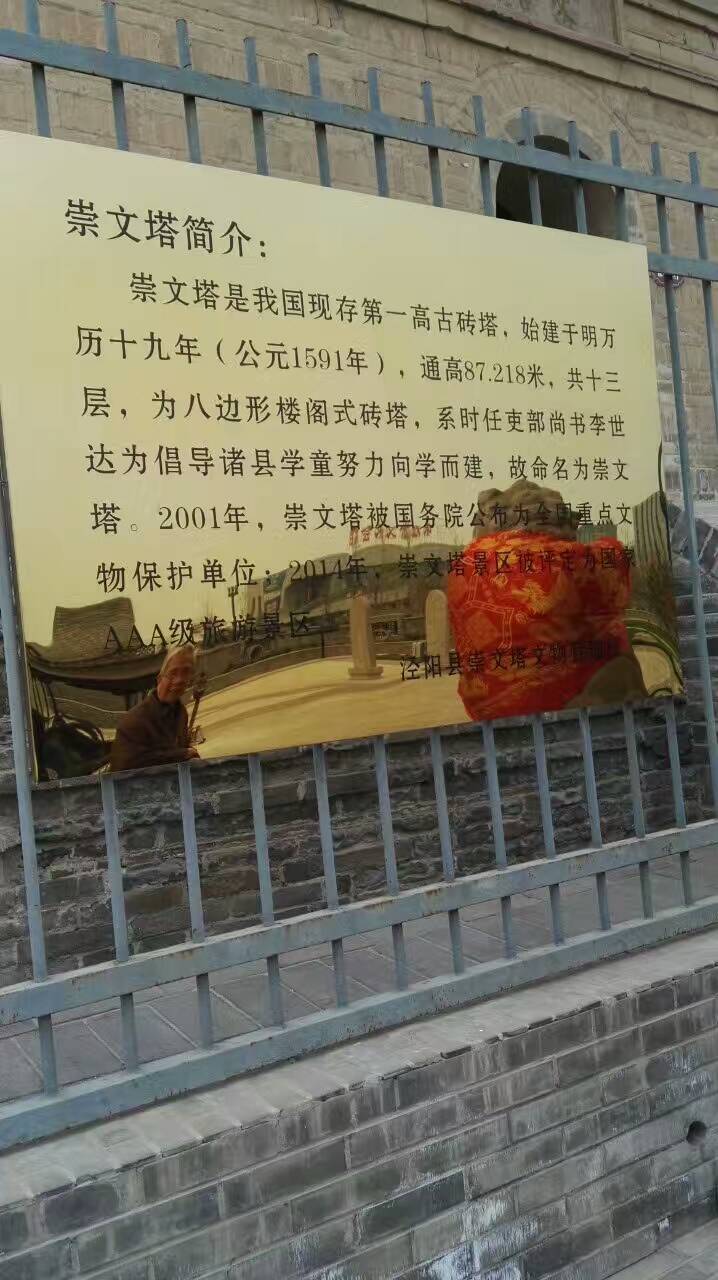 崇文塔简介：
崇文塔是我国现存第一高古砖塔，始建于明万
历十九年（公元1591年），通高87.218米，共十三
层，为八边形楼阁式砖塔，系时任吏部尚书李世
达为倡导诸县学童努力向学而建，故命名为崇文
塔。2001年，崇文塔被国务院公布为全国重点文
物保护单位；2014年，崇文塔景区被评定为国家
AAA级旅游景区
泾阳县崇文塔文物